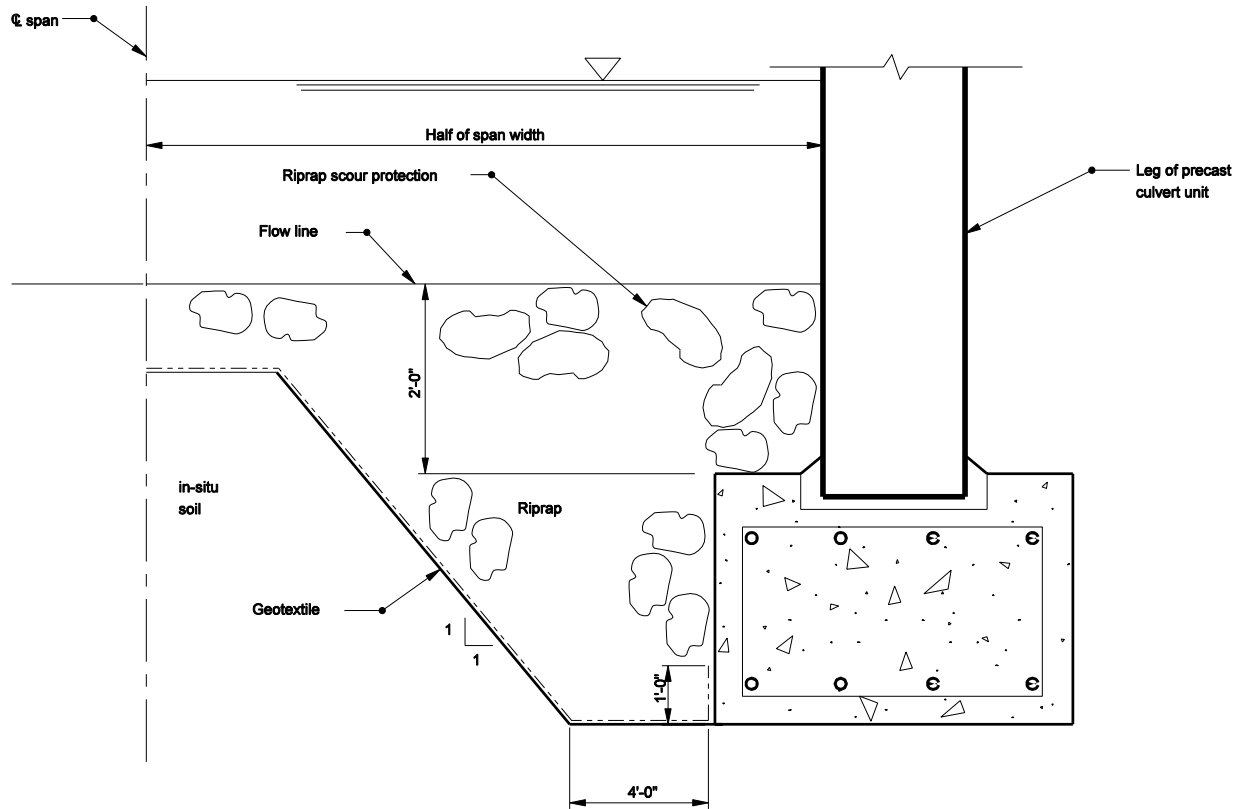 ℄ span
Half of span width
Riprap scour protection
Leg of precast
culvert unit
Flow line
2'-0"
in-situ
soil
Riprap
Geotextile
1
1
1'-0"
4'-0"